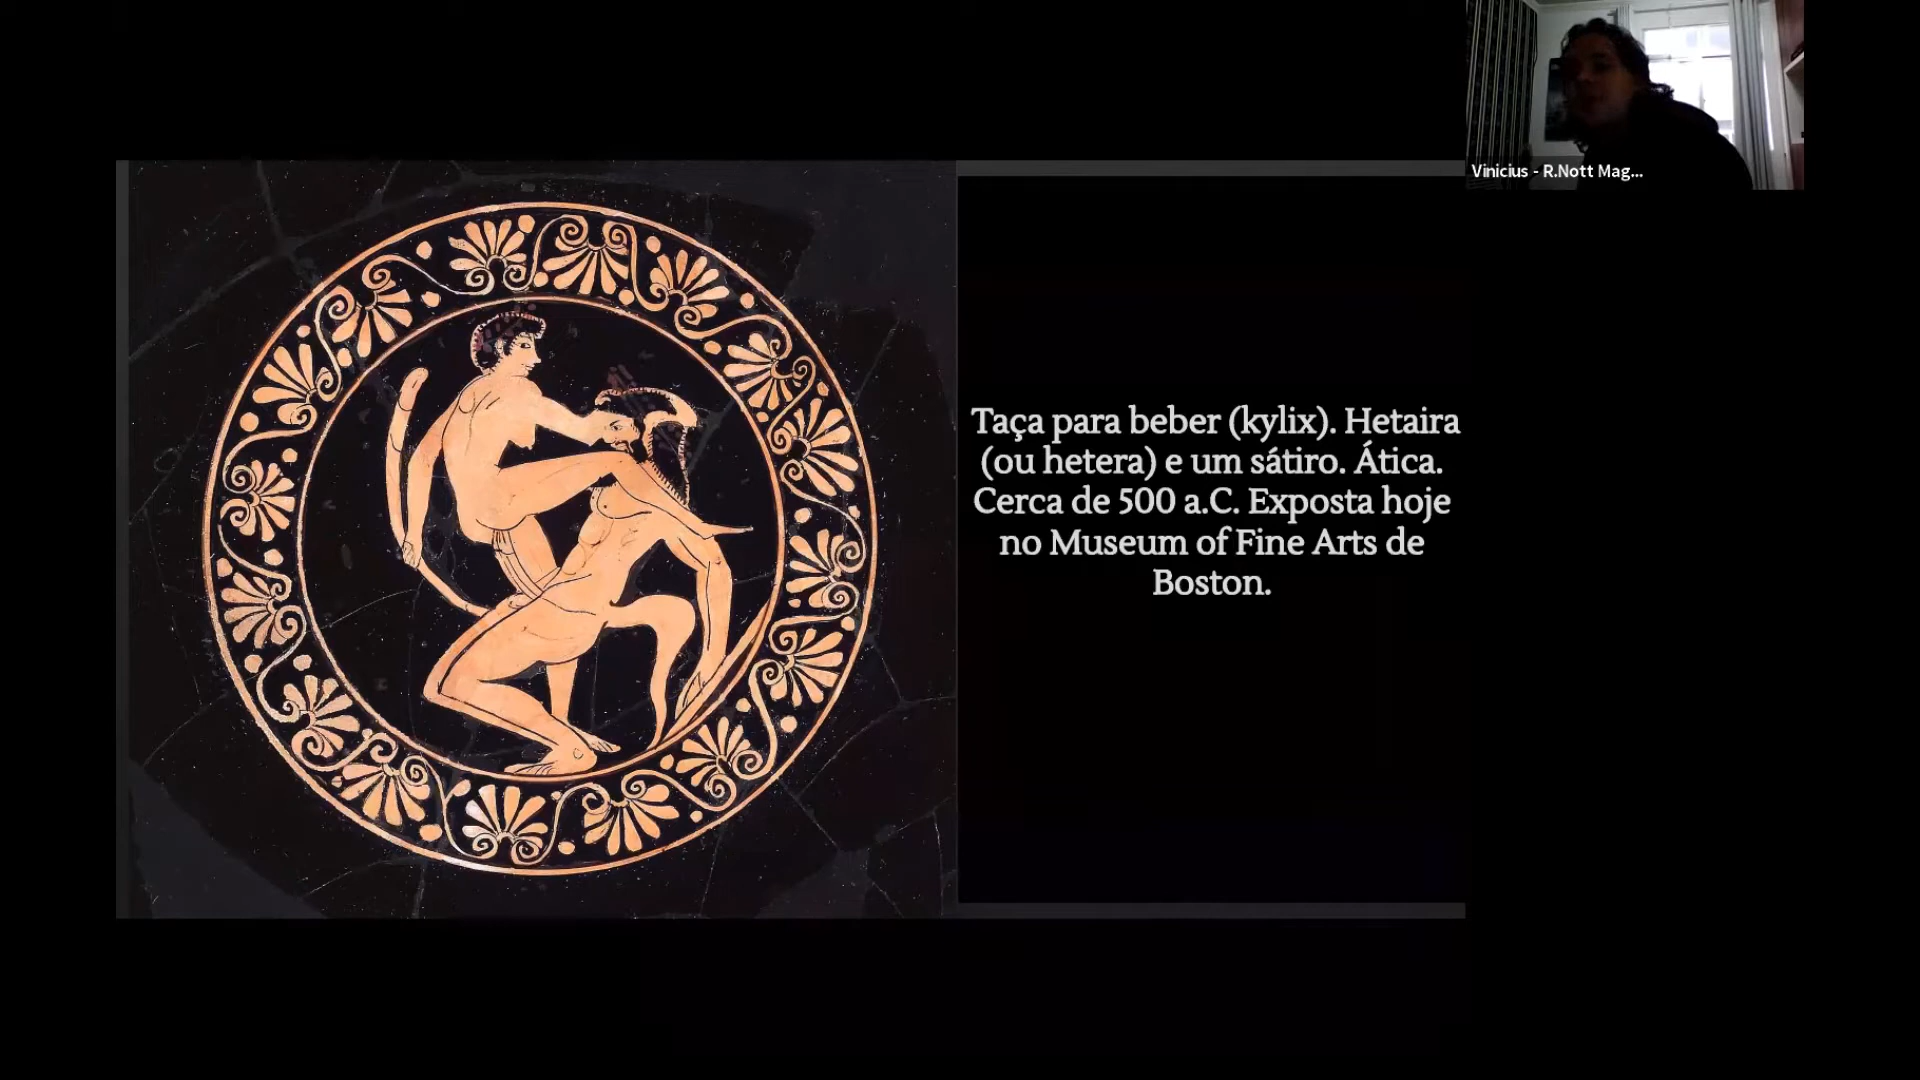 Vinicius - R.Nott Mag...
Taça para beber (kylix). Hetaira
(ou hetera) e um sátiro. Ática.
Cerca de 500 a.C. Exposta hoje
no Museum of Fine Arts de
Boston.